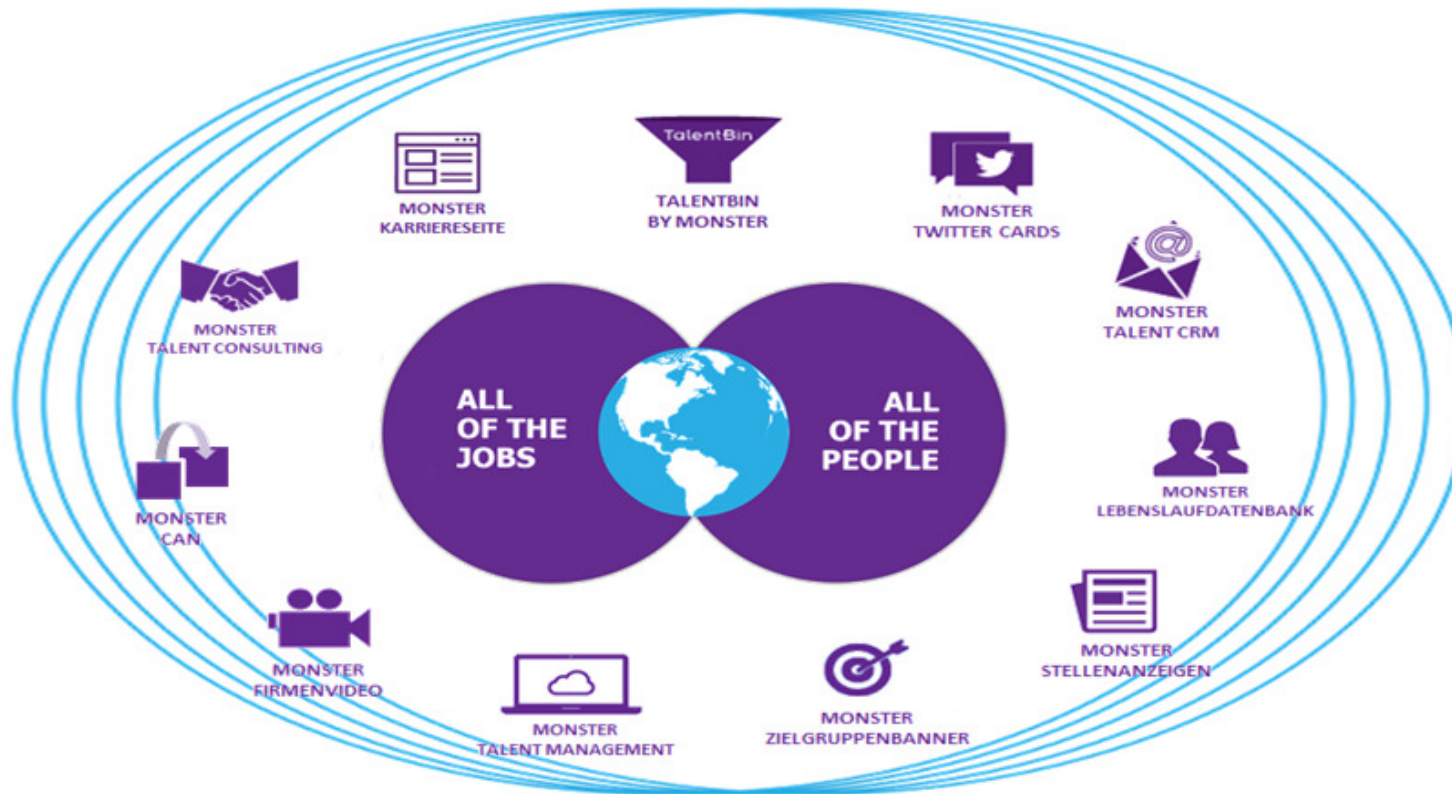 TalentBin
MONSTER
KARRIERESEITE
TALENTBIN
BY MONSTER
MONSTER
TWITTER CARDS
MONSTER
TALENT CRM
MONSTER
TALENT CONSULTING
ALL
OF THE
JOBS
ALL
OF THE
PEOPLE
MONSTER
LEBENSLAUFDATENBANK
MONSTER
CAN
MONSTER
STELLENANZEIGEN
MONSTER
FIRMENVIDEO
MONSTER
TALENT MANAGEMENT
MONSTER
ZIELGRUPPENBANNER